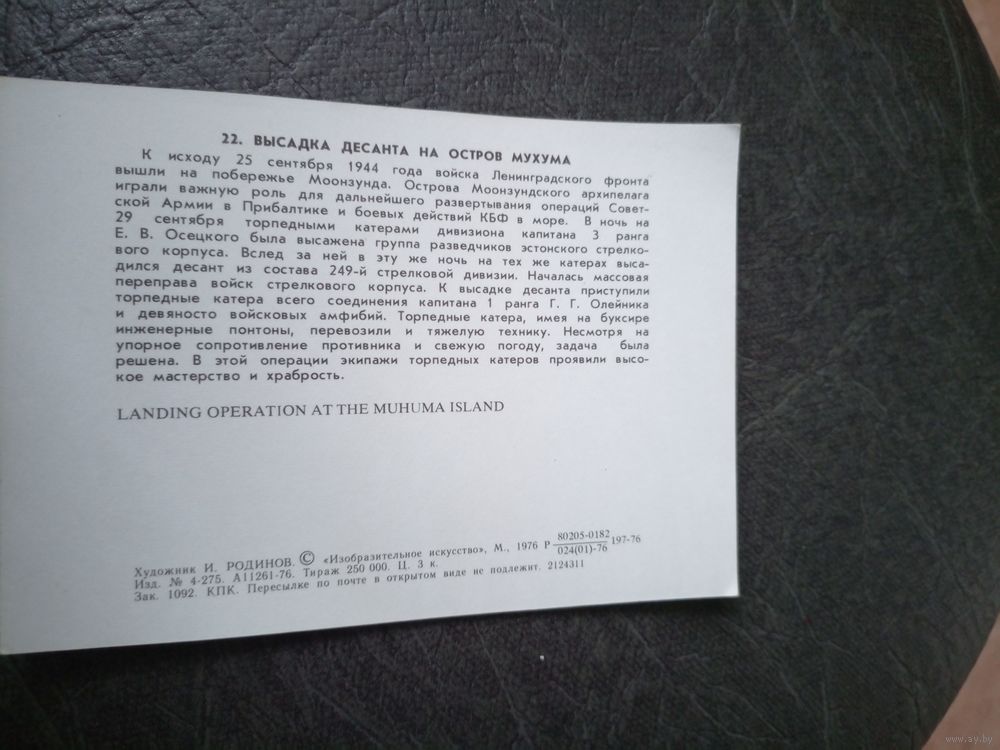 22. ВЫСАДКА ДЕСАНТА НА ОСТРОВ МУХУМА
К исходу 25 сентября 1944 года войска Ленинградского фронта
вышли на побережье Моонзунда. Острова Моонзундского архипелага
играли важную роль для дальнейшего развертывания операций Совет-
ской Армии в Прибалтике и боевых действий КБФ в море. В ночь на
29 сентября торпедными катерами дивизиона капитана 3 ранга
Е. В. Осецкого была высажена группа разведчиков эстонского стрелко-
вого корпуса. Вслед за ней в эту же ночь на тех же катерах выса-
дился десант из состава 249-й стрелковой дивизии. Началась массовая
переправа войск стрелкового корпуса. К высадке десанта приступили
торпедные катера всего соединения капитана 1 ранга Г. Г. Олейника
и девяносто войсковых амфибий. Торпедные катера, имея на буксире
инженерные понтоны, перевозили и тяжелую технику. Несмотря на
упорное сопротивление противника и свежую погоду, задача была
решена. В этой операции экипажи торпедных катеров проявили высо-
кое мастерство и храбрость.
LANDING OPERATION AT THE MUHUMA ISLAND
Художник И. РОДИНОВ. © «Изобразительное искусство», М., 1976 Р 80205-0182/024(01)-76 197-76
Изд. № 4-275. А11261-76. Тираж 250 000. Ц. 3 к.
Зак. 1092. КПК. Пересылке по почте в открытом виде не подлежит. 2124311
www.ay.by